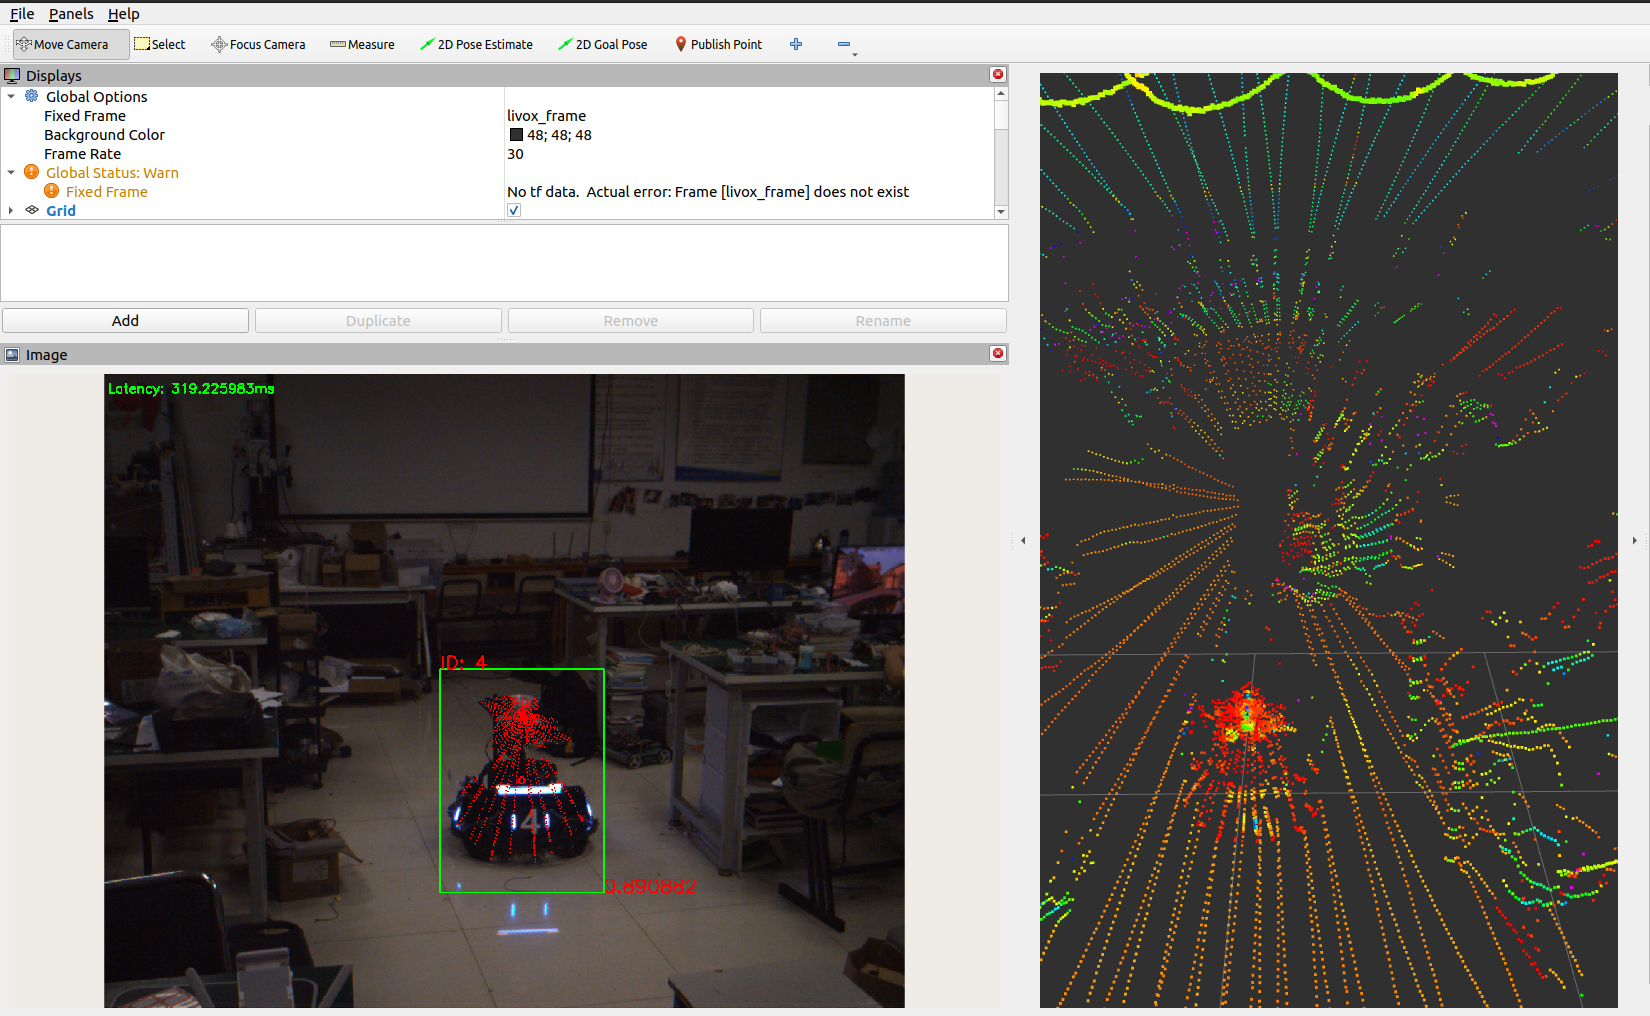 File Panels Help
Move Camera Select Focus Camera Measure 2D Pose Estimate 2D Goal Pose Publish Point
Displays
Global Options
Fixed Frame livox_frame
Background Color 48; 48; 48
Frame Rate 30
Global Status: Warn
Fixed Frame No tf data. Actual error: Frame [livox_frame] does not exist
Grid
Add Duplicate Remove Rename
Image
Latency: 319.225983ms
ID: 4
4
0.890882